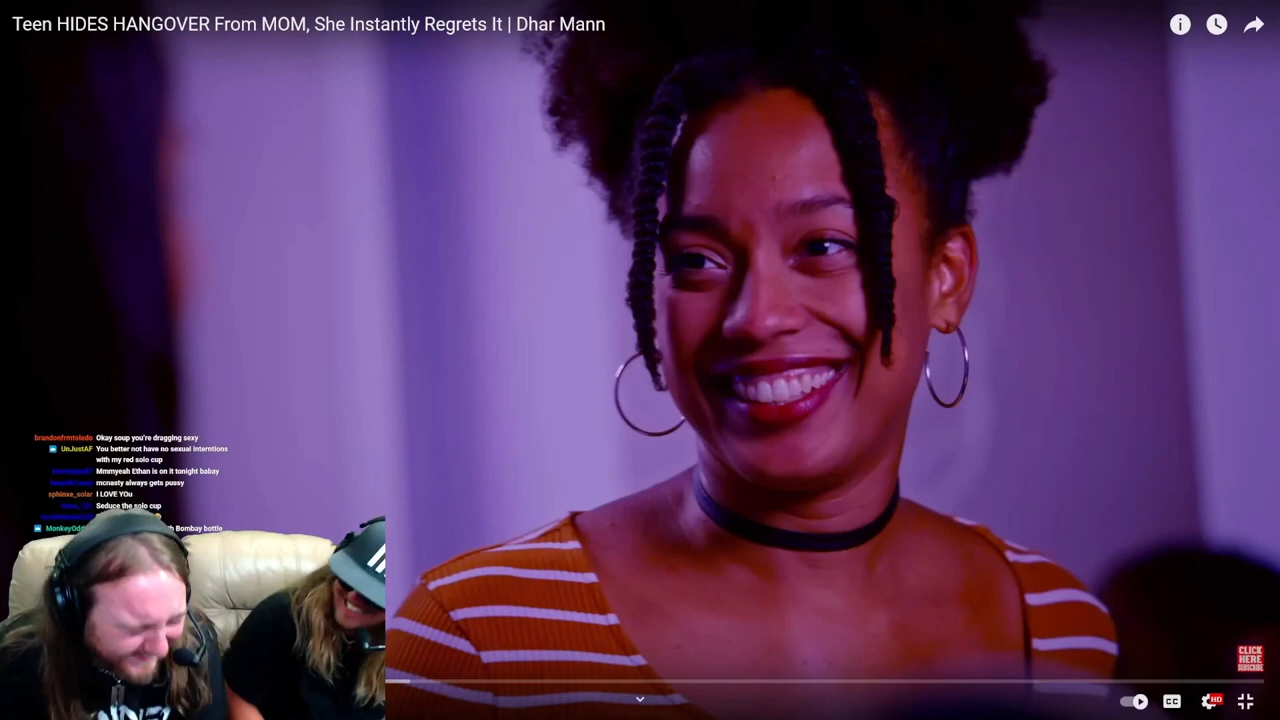 Teen HIDES HANGOVER From MOM, She Instantly Regrets It | Dhar Mann
brandonfrmtoledo Okay soup you're dragging sexy
UnJustAF You better not have no sexual Interntions
with my red solo cup
Mmmyeah Ethan is on it tonight babay
mcnasty always gets pussy
sphinxe_solar I LOVE YOu
Seduce the solo cup
Bombay bottle
CLICK
HERE
SUBSCRIBE
CC
HD